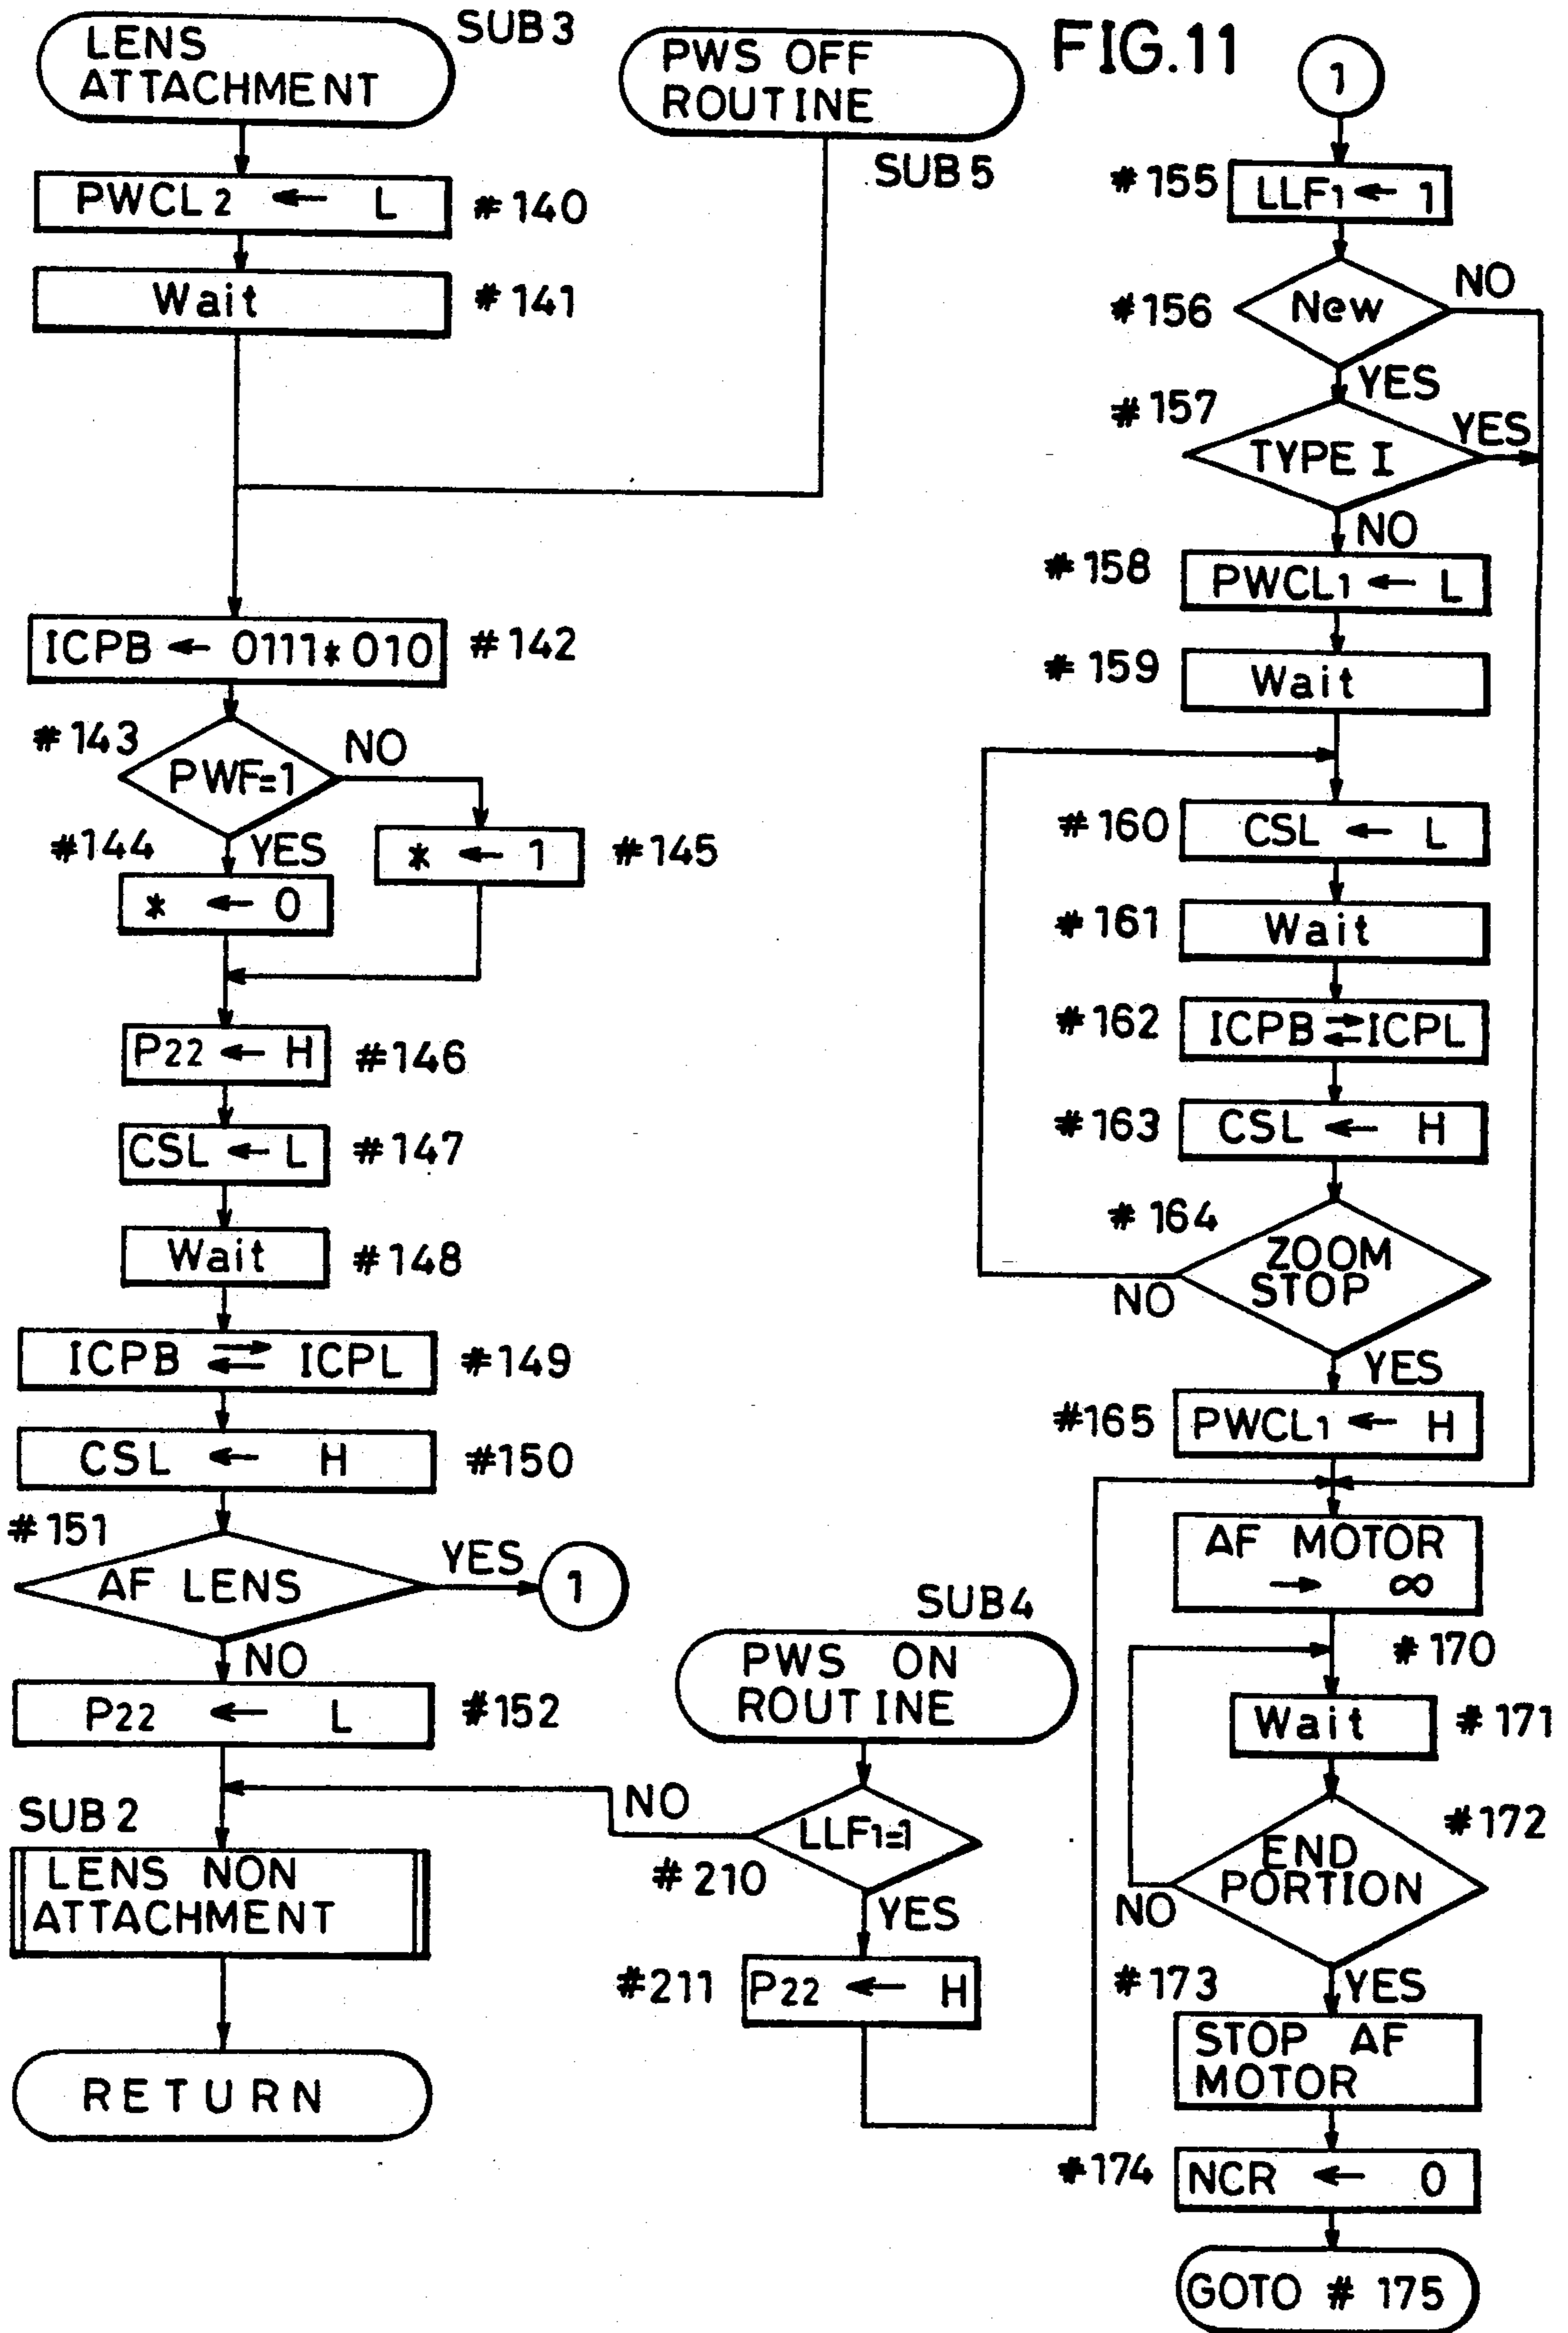 FIG.11
LENS
ATTACHMENT
SUB3
PWS OFF
ROUTINE
SUB5
PWCL2 ← L
#140
Wait
#141
ICPB ← 0111*010
#142
#143
PWF=1
NO
YES
#144
* ← 0
* ← 1
#145
P22 ← H
#146
CSL ← L
#147
Wait
#148
ICPB ⇄ ICPL
#149
CSL ← H
#150
#151
AF LENS
YES
1
NO
P22 ← L
#152
SUB2
LENS NON
ATTACHMENT
RETURN
SUB4
PWS ON
ROUTINE
NO
LLF1=1
#210
YES
#211
P22 ← H
1
#155
LLF1 ← 1
#156
New
NO
YES
#157
TYPE I
YES
NO
#158
PWCL1 ← L
#159
Wait
#160
CSL ← L
#161
Wait
#162
ICPB ⇄ ICPL
#163
CSL ← H
#164
ZOOM
STOP
NO
YES
#165
PWCL1 ← H
AF MOTOR
→ ∞
#170
Wait
#171
#172
END
PORTION
NO
YES
#173
STOP AF
MOTOR
#174
NCR ← 0
GOTO # 175